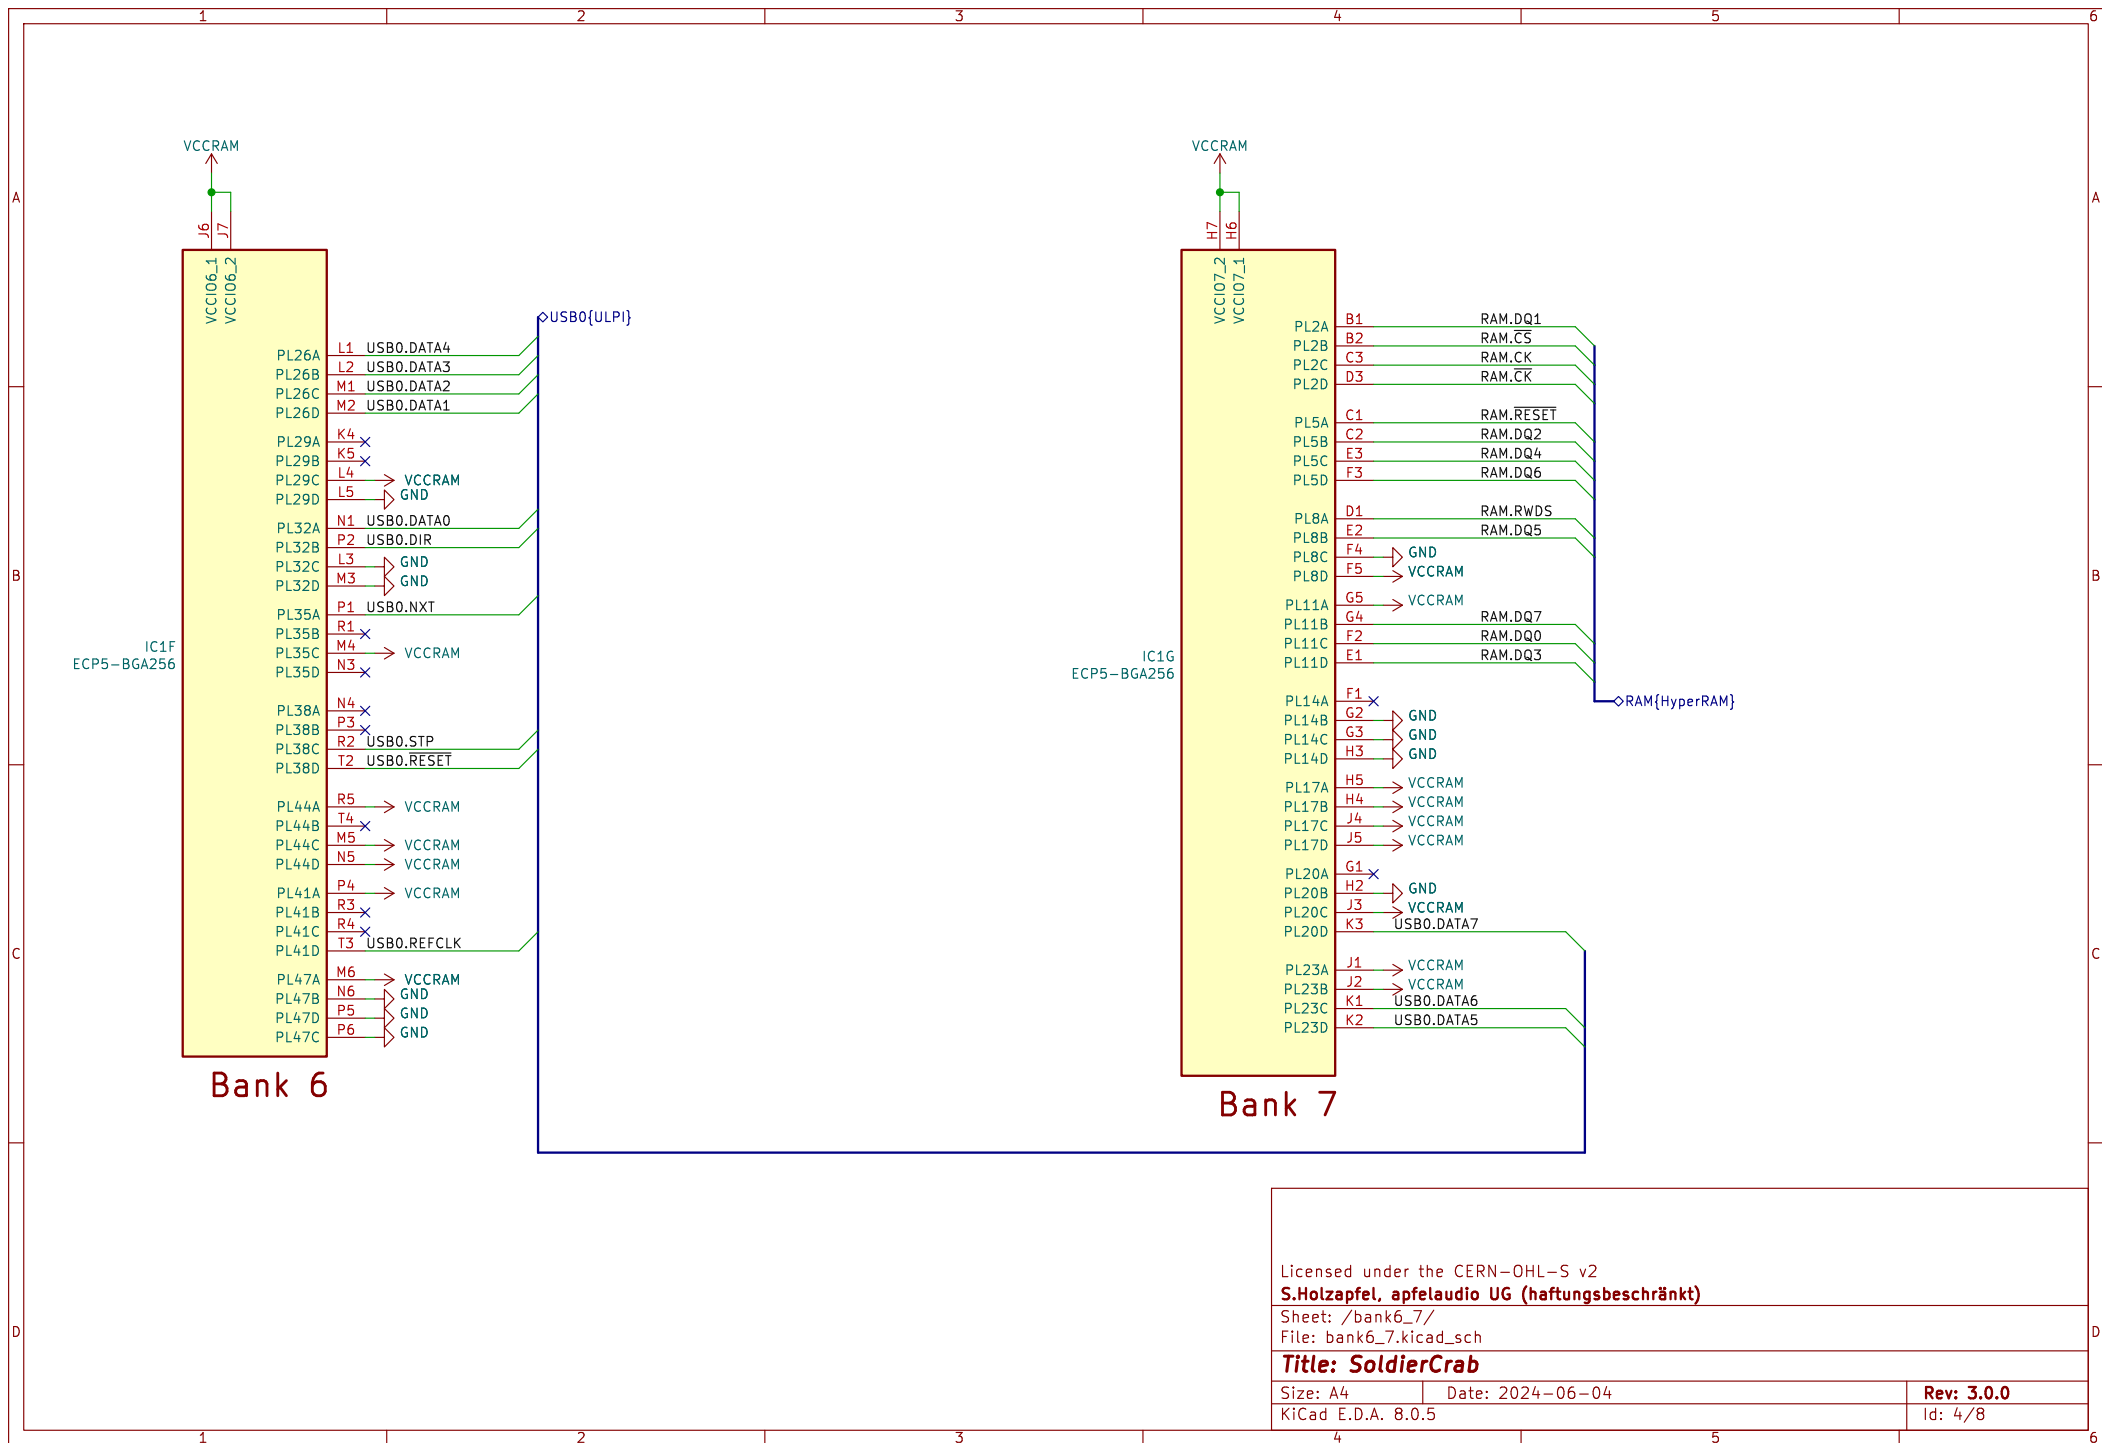 1 2 3 4 5 6
A
B
C
D
VCCRAM
J6 J7
VCCIO6_1
VCCIO6_2
IC1F
ECP5-BGA256
PL26A L1 USB0.DATA4
PL26B L2 USB0.DATA3
PL26C M1 USB0.DATA2
PL26D M2 USB0.DATA1
PL29A K4
PL29B K5
PL29C L4 VCCRAM
PL29D L5 GND
PL32A N1 USB0.DATA0
PL32B P2 USB0.DIR
PL32C L3 GND
PL32D M3 GND
PL35A P1 USB0.NXT
PL35B R1
PL35C M4 VCCRAM
PL35D N3
PL38A N4
PL38B P3
PL38C R2 USB0.STP
PL38D T2 USB0.RESET
PL44A R5 VCCRAM
PL44B T4
PL44C M5 VCCRAM
PL44D N5 VCCRAM
PL41A P4 VCCRAM
PL41B R3
PL41C R4
PL41D T3 USB0.REFCLK
PL47A M6 VCCRAM
PL47B N6 GND
PL47D P5 GND
PL47C P6 GND
Bank 6
USB0{ULPI}
VCCRAM
H7 H6
VCCIO7_2
VCCIO7_1
IC1G
ECP5-BGA256
PL2A B1 RAM.DQ1
PL2B B2 RAM.CS
PL2C C3 RAM.CK
PL2D D3 RAM.CK
PL5A C1 RAM.RESET
PL5B C2 RAM.DQ2
PL5C E3 RAM.DQ4
PL5D F3 RAM.DQ6
PL8A D1 RAM.RWDS
PL8B E2 RAM.DQ5
PL8C F4 GND
PL8D F5 VCCRAM
PL11A G5 VCCRAM
PL11B G4 RAM.DQ7
PL11C F2 RAM.DQ0
PL11D E1 RAM.DQ3
PL14A F1
PL14B G2 GND
PL14C G3 GND
PL14D H3 GND
PL17A H5 VCCRAM
PL17B H4 VCCRAM
PL17C J4 VCCRAM
PL17D J5 VCCRAM
PL20A G1
PL20B H2 GND
PL20C J3 VCCRAM
PL20D K3 USB0.DATA7
PL23A J1 VCCRAM
PL23B J2 VCCRAM
PL23C K1 USB0.DATA6
PL23D K2 USB0.DATA5
Bank 7
RAM{HyperRAM}
A
B
C
D
Licensed under the CERN-OHL-S v2
S.Holzapfel, apfelaudio UG (haftungsbeschränkt)
Sheet: /bank6_7/
File: bank6_7.kicad_sch
Title: SoldierCrab
Size: A4 Date: 2024-06-04 Rev: 3.0.0
KiCad E.D.A. 8.0.5 Id: 4/8
1 2 3 4 5 6